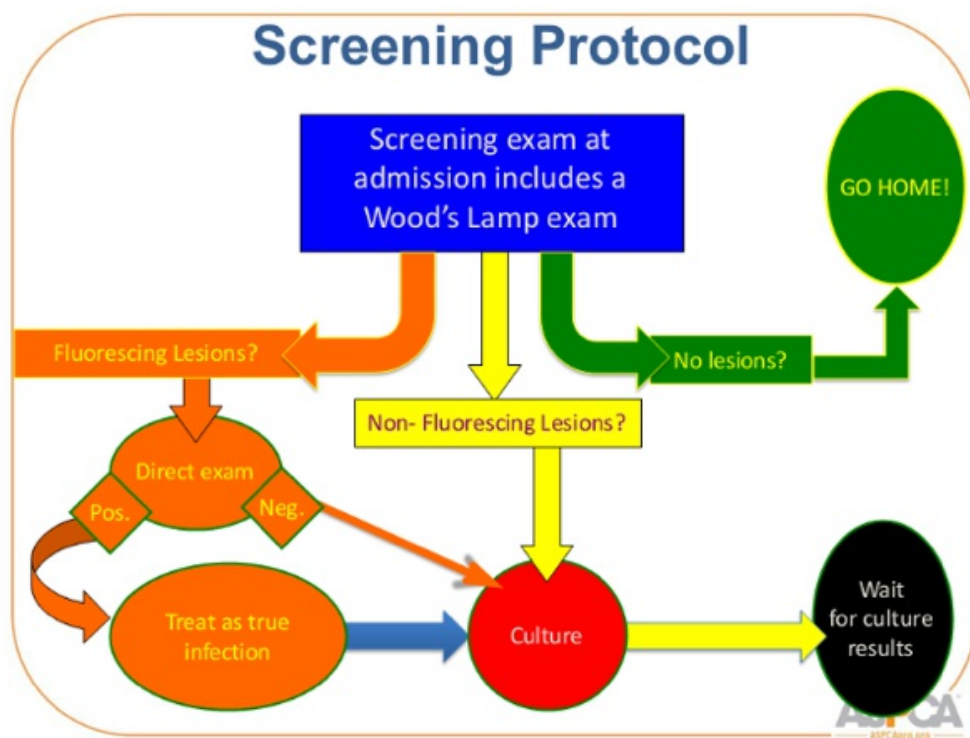 Screening Protocol
Screening exam at
admission includes a
Wood's Lamp exam
GO HOME!
Fluorescing Lesions?
No lesions?
Non- Fluorescing Lesions?
Direct exam
Pos.
Neg.
Treat as true
infection
Culture
Wait
for culture
results
ASPCA